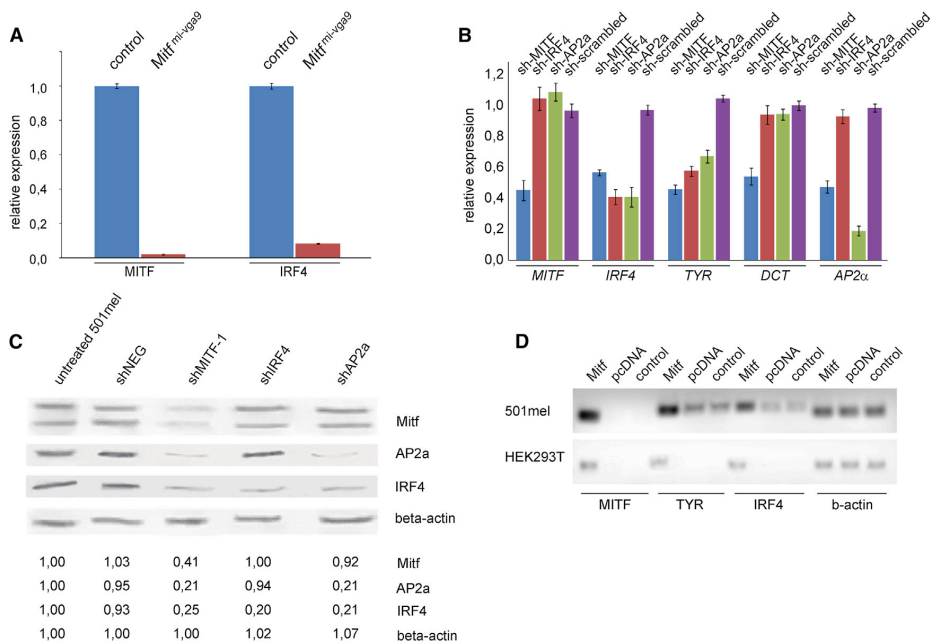 A
control
Mitf mi-vga9
control
Mitf mi-vga9
relative expression
1,0
0,8
0,6
0,4
0,2
0,0
MITF
IRF4
B
sh-MITF
sh-IRF4
sh-AP2a
sh-scrambled
sh-MITF
sh-IRF4
sh-AP2a
sh-scrambled
sh-MITF
sh-IRF4
sh-AP2a
sh-scrambled
sh-MITF
sh-IRF4
sh-AP2a
sh-scrambled
sh-MITF
sh-IRF4
sh-AP2a
sh-scrambled
relative expression
1,2
1,0
0,8
0,6
0,4
0,2
0,0
MITF IRF4 TYR DCT AP2α
C
untreated 501mel
shNEG
shMITF-1
shIRF4
shAP2a
Mitf
AP2a
IRF4
beta-actin
1,00 1,03 0,41 1,00 0,92 Mitf
1,00 0,95 0,21 0,94 0,21 AP2a
1,00 0,93 0,25 0,20 0,21 IRF4
1,00 1,00 1,00 1,02 1,07 beta-actin
D
Mitf
pcDNA
control
Mitf
pcDNA
control
Mitf
pcDNA
control
Mitf
pcDNA
control
501mel
HEK293T
MITF TYR IRF4 b-actin